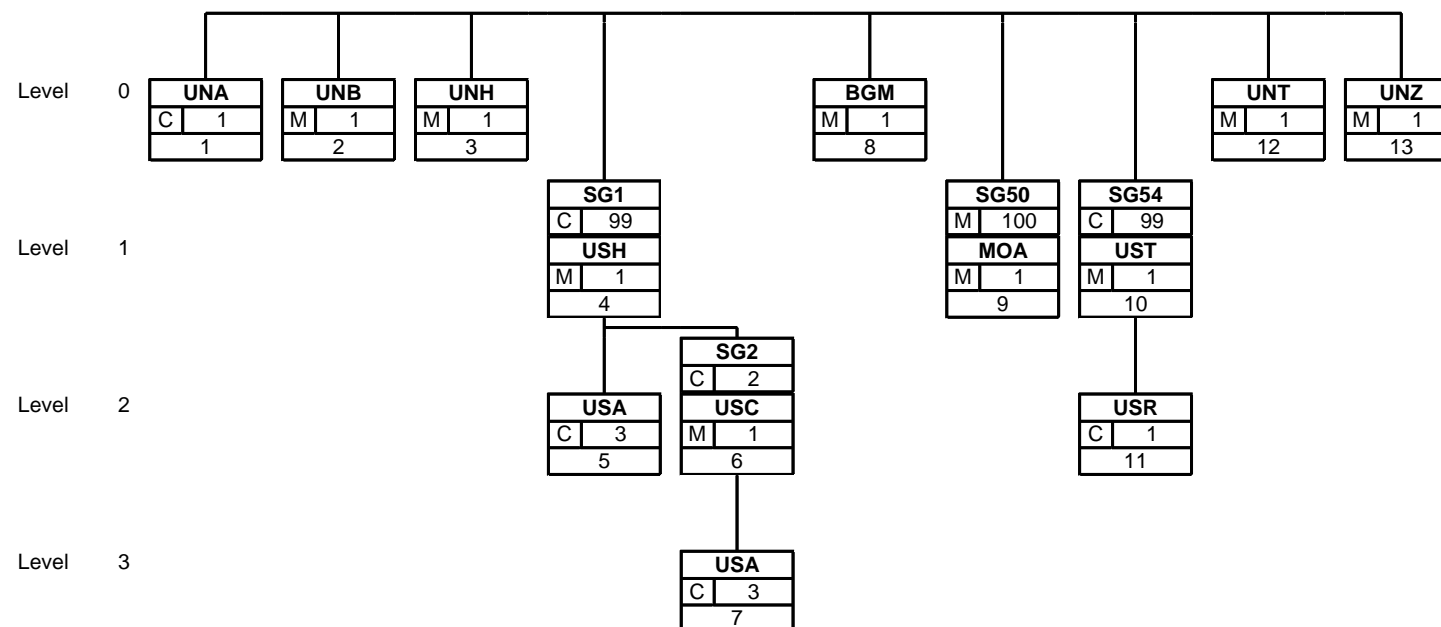 Level 0 UNA UNB UNH BGM UNT UNZ
C 1 M 1 M 1 M 1 M 1 M 1
1 2 3 8 12 13
SG1 SG50 SG54
C 99 M 100 C 99
Level 1 USH MOA UST
M 1 M 1 M 1
4 9 10
SG2
C 2
Level 2 USA USC USR
C 3 M 1 C 1
5 6 11
Level 3 USA
C 3
7